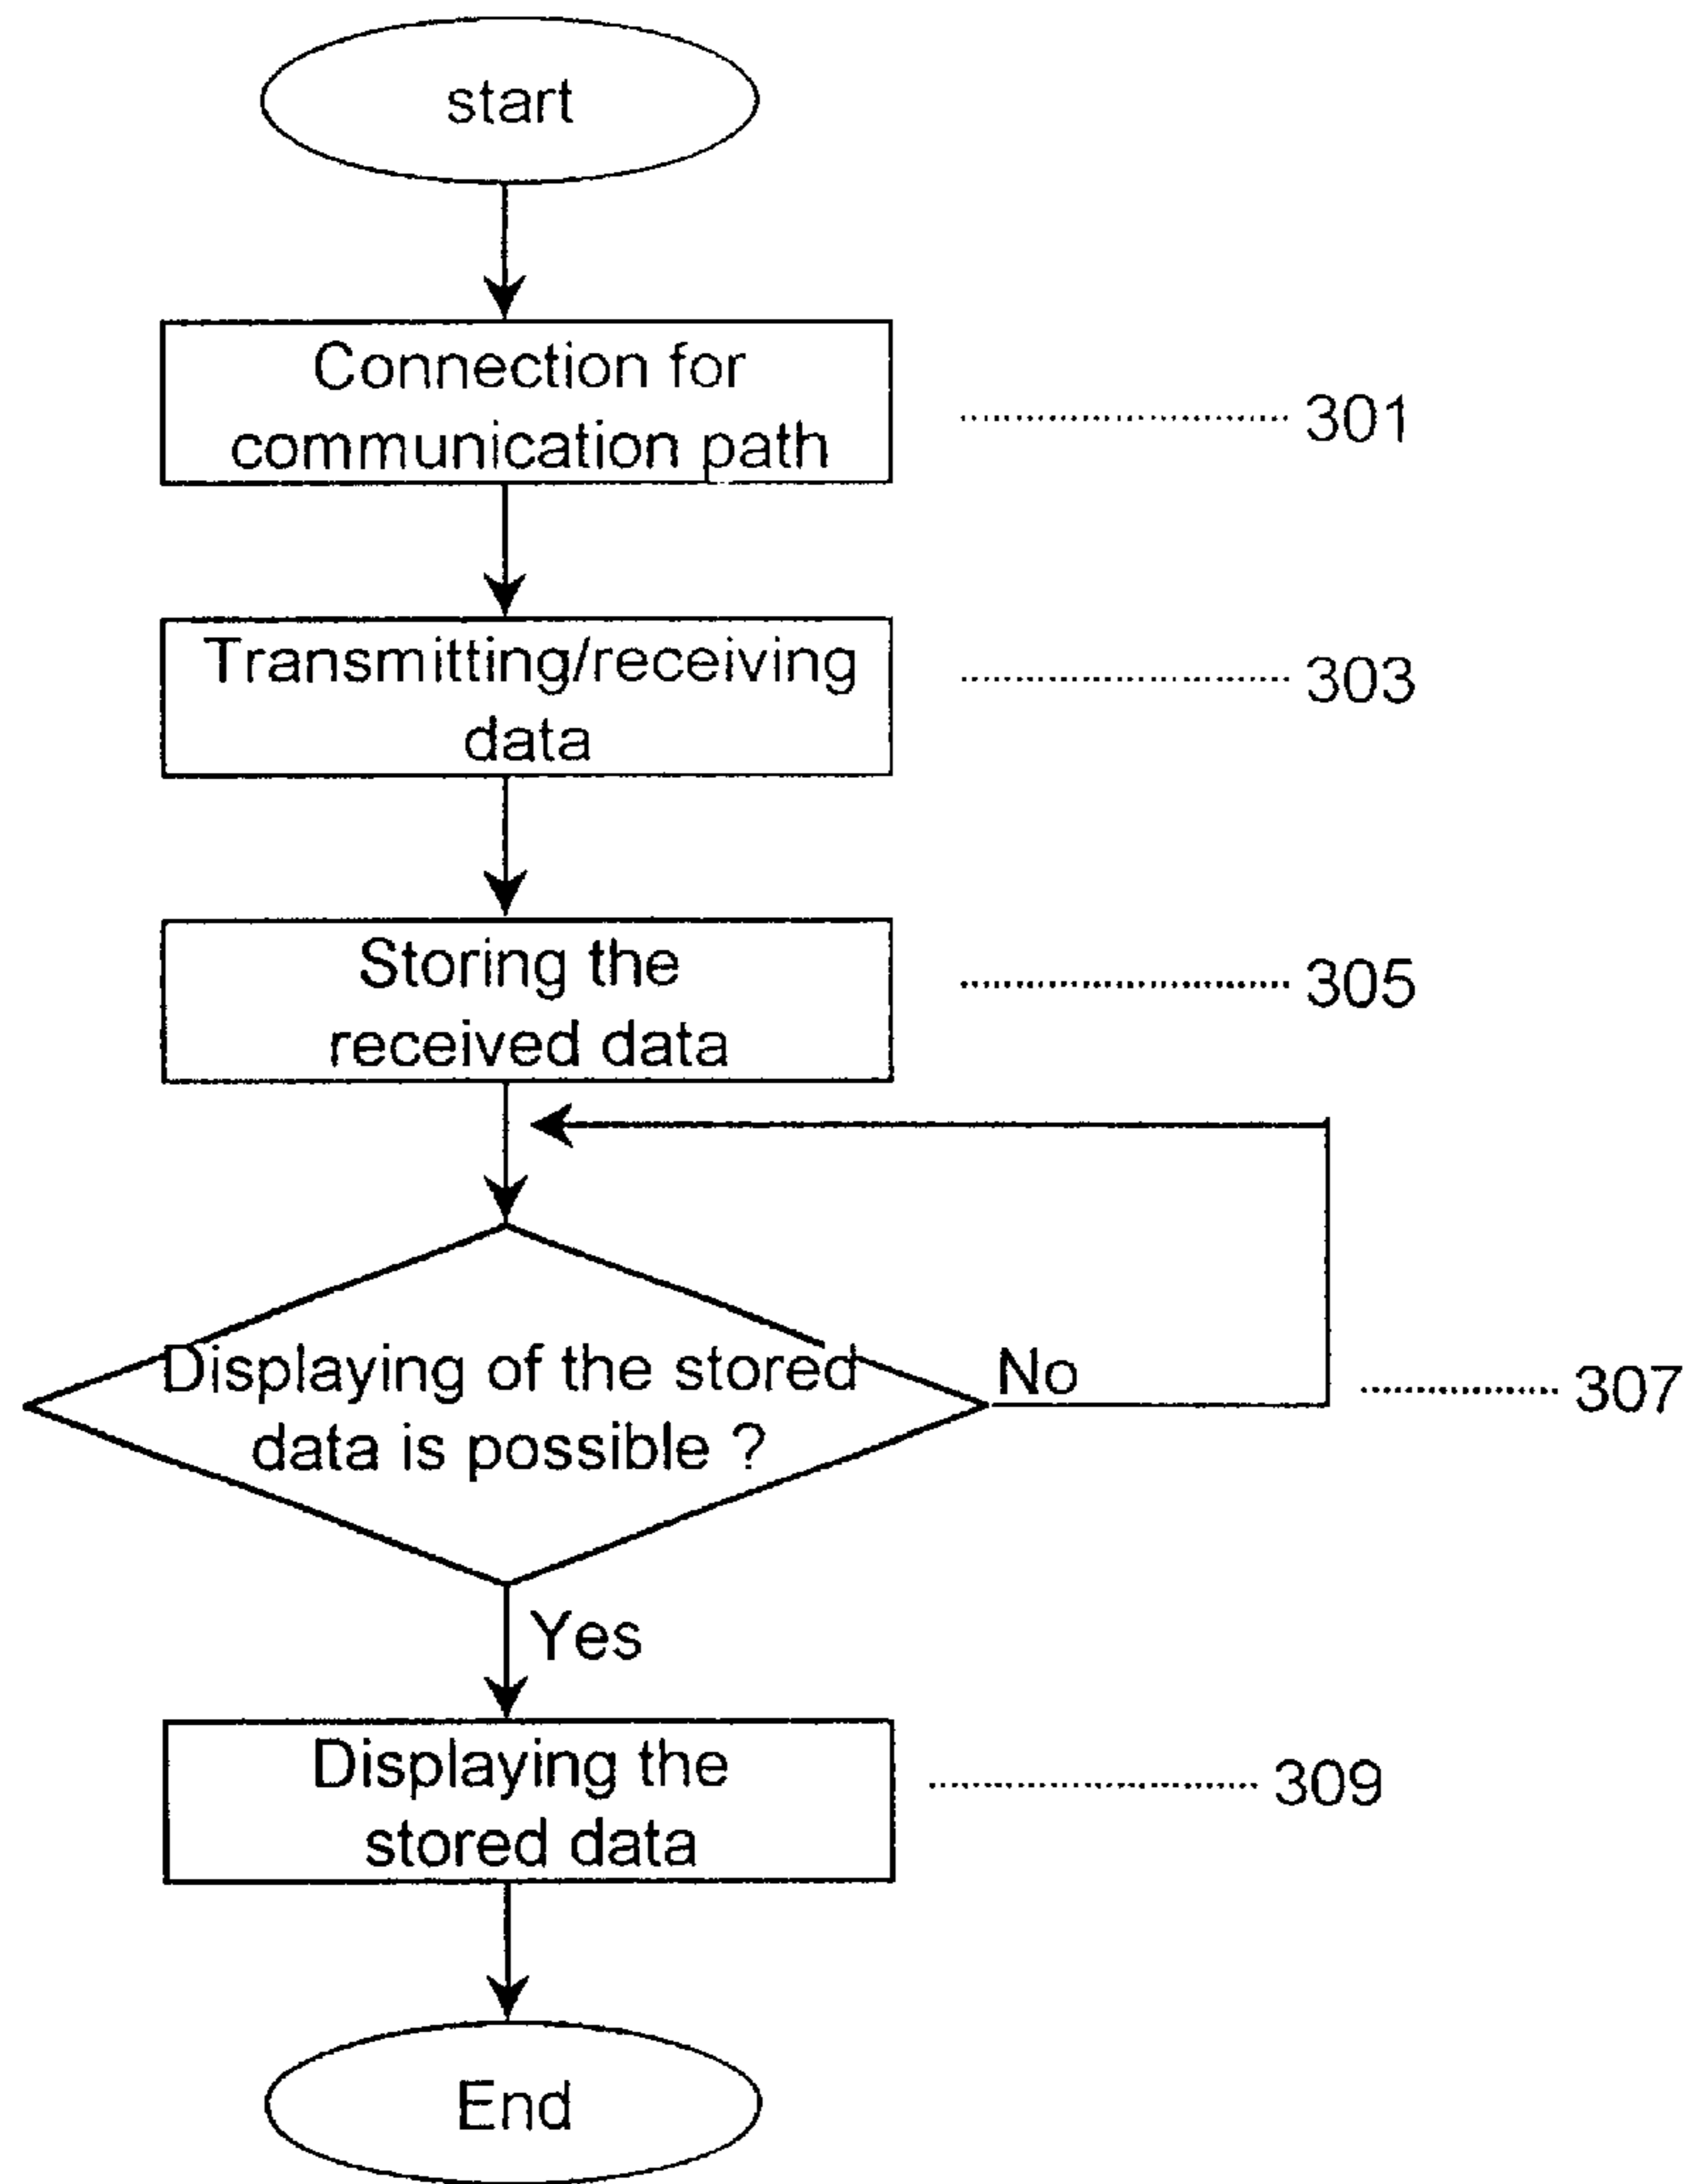 start
Connection for
communication path
301
Transmitting/receiving
data
303
Storing the
received data
305
Displaying of the stored
data is possible ?
No
307
Yes
Displaying the
stored data
309
End